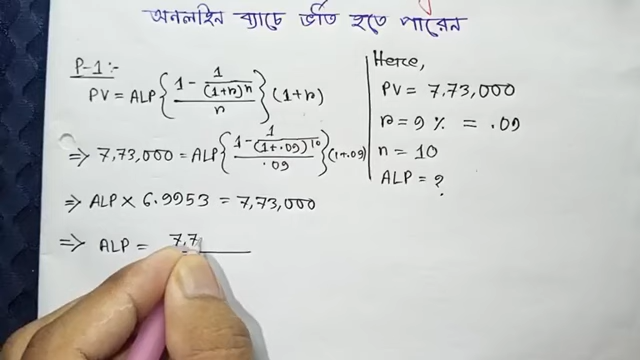 অনলাইন ব্যাচে ভর্তি হতে পারেন
P-1:-
PV = ALP { (1 - 1/(1+r)^n) / r } (1+r)
⇒ 7,73,000 = ALP { (1 - 1/(1+.09)^10) / .09 } (1+.09)
⇒ ALP × 6.9953 = 7,73,000
⇒ ALP = 7,7
Here,
PV = 7,73,000
r = 9% = .09
n = 10
ALP = ?